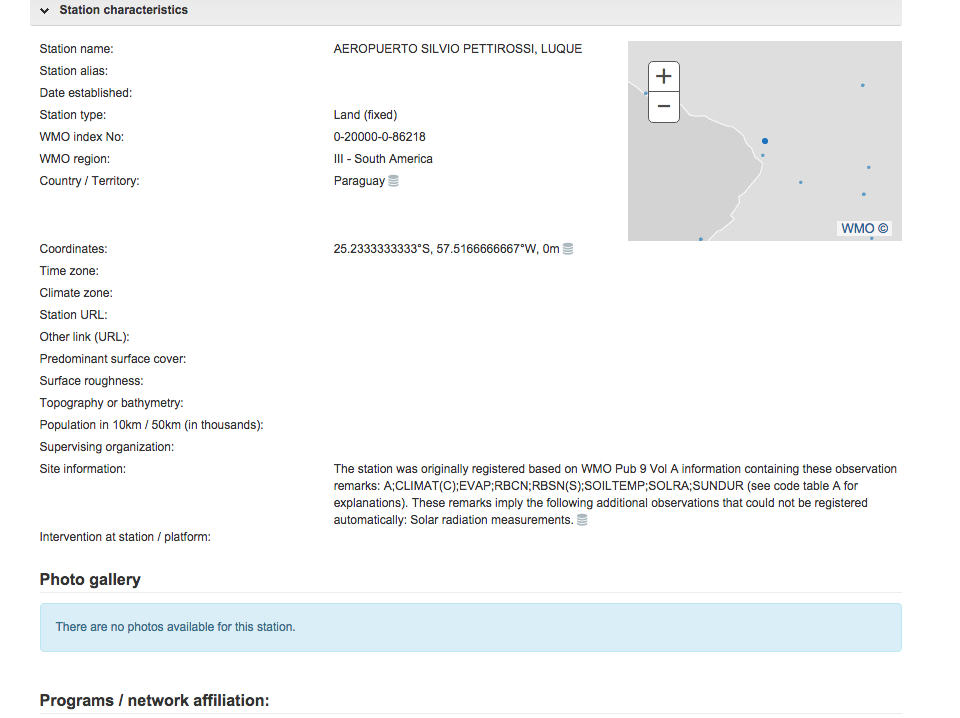 Station characteristics
Station name: AEROPUERTO SILVIO PETTIROSSI, LUQUE
Station alias:
Date established:
Station type: Land (fixed)
WMO index No: 0-20000-0-86218
WMO region: III - South America
Country / Territory: Paraguay
+
−
WMO ©
Coordinates: 25.2333333333°S, 57.5166666667°W, 0m
Time zone:
Climate zone:
Station URL:
Other link (URL):
Predominant surface cover:
Surface roughness:
Topography or bathymetry:
Population in 10km / 50km (in thousands):
Supervising organization:
Site information: The station was originally registered based on WMO Pub 9 Vol A information containing these observation
remarks: A;CLIMAT(C);EVAP;RBCN;RBSN(S);SOILTEMP;SOLRA;SUNDUR (see code table A for
explanations). These remarks imply the following additional observations that could not be registered
automatically: Solar radiation measurements.
Intervention at station / platform:
Photo gallery
There are no photos available for this station.
Programs / network affiliation: